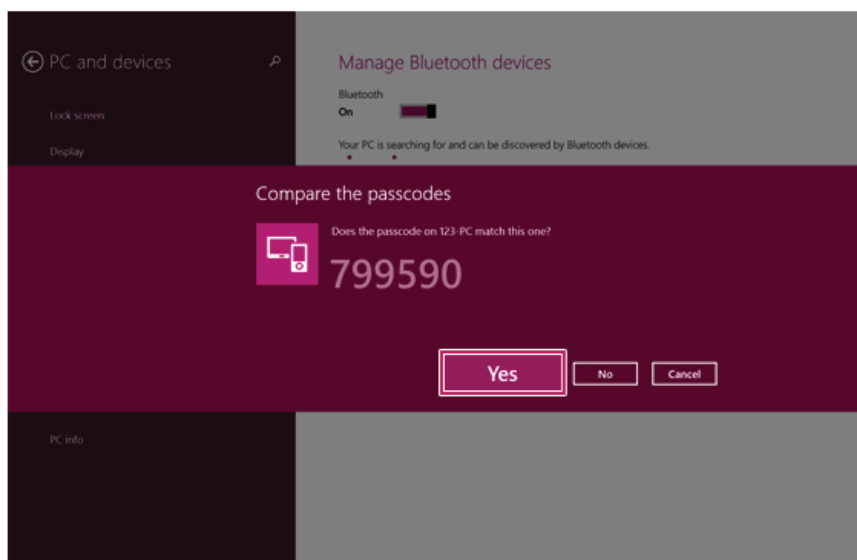 PC and devices
Lock screen
Display
PC info
Manage Bluetooth devices
Bluetooth
On
Your PC is searching for and can be discovered by Bluetooth devices.
Compare the passcodes
Does the passcode on 123-PC match this one?
799590
Yes
No
Cancel